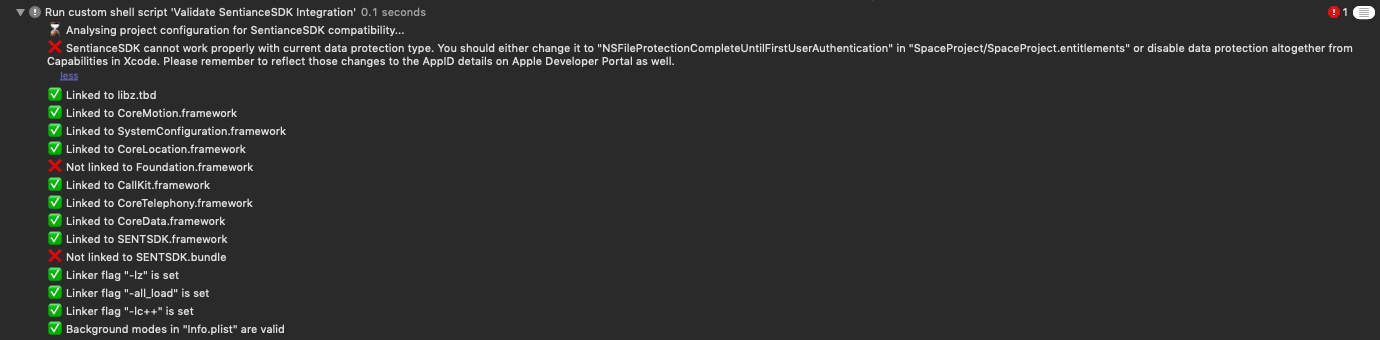 Run custom shell script 'Validate SentianceSDK Integration' 0.1 seconds 1
Analysing project configuration for SentianceSDK compatibility...
SentianceSDK cannot work properly with current data protection type. You should either change it to "NSFileProtectionCompleteUntilFirstUserAuthentication" in "SpaceProject/SpaceProject.entitlements" or disable data protection altogether from
Capabilities in Xcode. Please remember to reflect those changes to the AppID details on Apple Developer Portal as well.
less
Linked to libz.tbd
Linked to CoreMotion.framework
Linked to SystemConfiguration.framework
Linked to CoreLocation.framework
Not linked to Foundation.framework
Linked to CallKit.framework
Linked to CoreTelephony.framework
Linked to CoreData.framework
Linked to SENTSDK.framework
Not linked to SENTSDK.bundle
Linker flag "-lz" is set
Linker flag "-all_load" is set
Linker flag "-lc++" is set
Background modes in "Info.plist" are valid